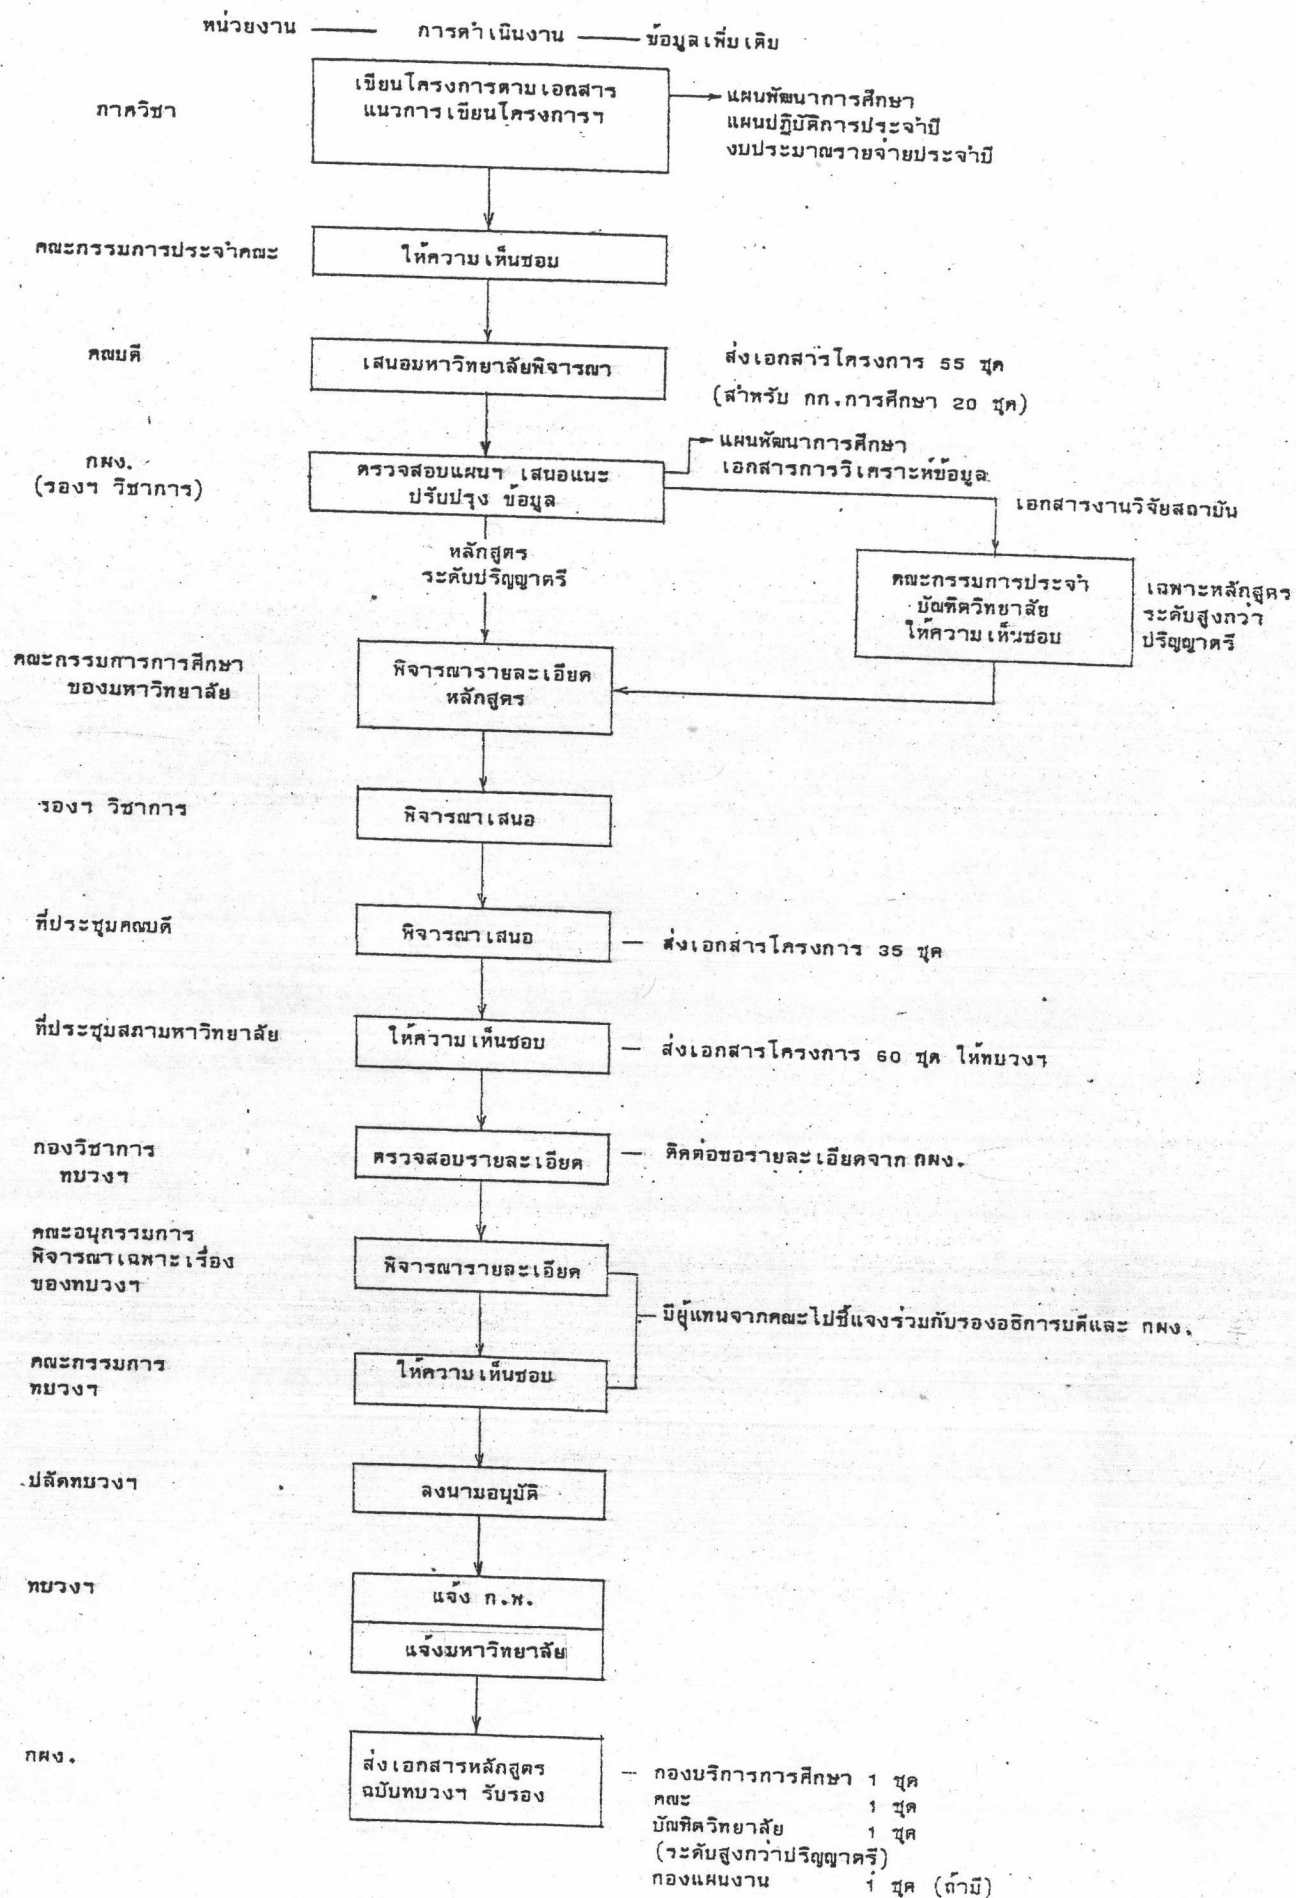 หน่วยงาน การดำเนินงาน ข้อมูลเพิ่มเติม
ภาควิชา
เขียนโครงการตามเอกสาร
แนวการเขียนโครงการฯ
แผนพัฒนาการศึกษา
แผนปฏิบัติการประจำปี
งบประมาณรายจ่ายประจำปี
คณะกรรมการประจำคณะ
ให้ความเห็นชอบ
คณบดี
เสนอมหาวิทยาลัยพิจารณา
ส่งเอกสารโครงการ 55 ชุด
(สำหรับ กก.การศึกษา 20 ชุด)
กผง.
(รองฯ วิชาการ)
ตรวจสอบแผนฯ เสนอแนะ
ปรับปรุง ข้อมูล
แผนพัฒนาการศึกษา
เอกสารการวิเคราะห์ข้อมูล
เอกสารงานวิจัยสถาบัน
หลักสูตร
ระดับปริญญาตรี
คณะกรรมการประจำ
บัณฑิตวิทยาลัย
ให้ความเห็นชอบ
เฉพาะหลักสูตร
ระดับสูงกว่า
ปริญญาตรี
คณะกรรมการการศึกษา
ของมหาวิทยาลัย
พิจารณารายละเอียด
หลักสูตร
รองฯ วิชาการ
พิจารณาเสนอ
ที่ประชุมคณบดี
พิจารณาเสนอ
— ส่งเอกสารโครงการ 35 ชุด
ที่ประชุมสภามหาวิทยาลัย
ให้ความเห็นชอบ
— ส่งเอกสารโครงการ 60 ชุด ให้ทบวงฯ
กองวิชาการ
ทบวงฯ
ตรวจสอบรายละเอียด
— ติดต่อขอรายละเอียดจาก กผง.
คณะอนุกรรมการ
พิจารณาเฉพาะเรื่อง
ของทบวงฯ
พิจารณารายละเอียด
มีผู้แทนจากคณะไปชี้แจงร่วมกับรองอธิการบดีและ กผง.
คณะกรรมการ
ทบวงฯ
ให้ความเห็นชอบ
ปลัดทบวงฯ
ลงนามอนุมัติ
ทบวงฯ
แจ้ง ก.พ.
แจ้งมหาวิทยาลัย
กผง.
ส่งเอกสารหลักสูตร
ฉบับทบวงฯ รับรอง
— กองบริการการศึกษา 1 ชุด
คณะ 1 ชุด
บัณฑิตวิทยาลัย 1 ชุด
(ระดับสูงกว่าปริญญาตรี)
กองแผนงาน 1 ชุด (ถ้ามี)